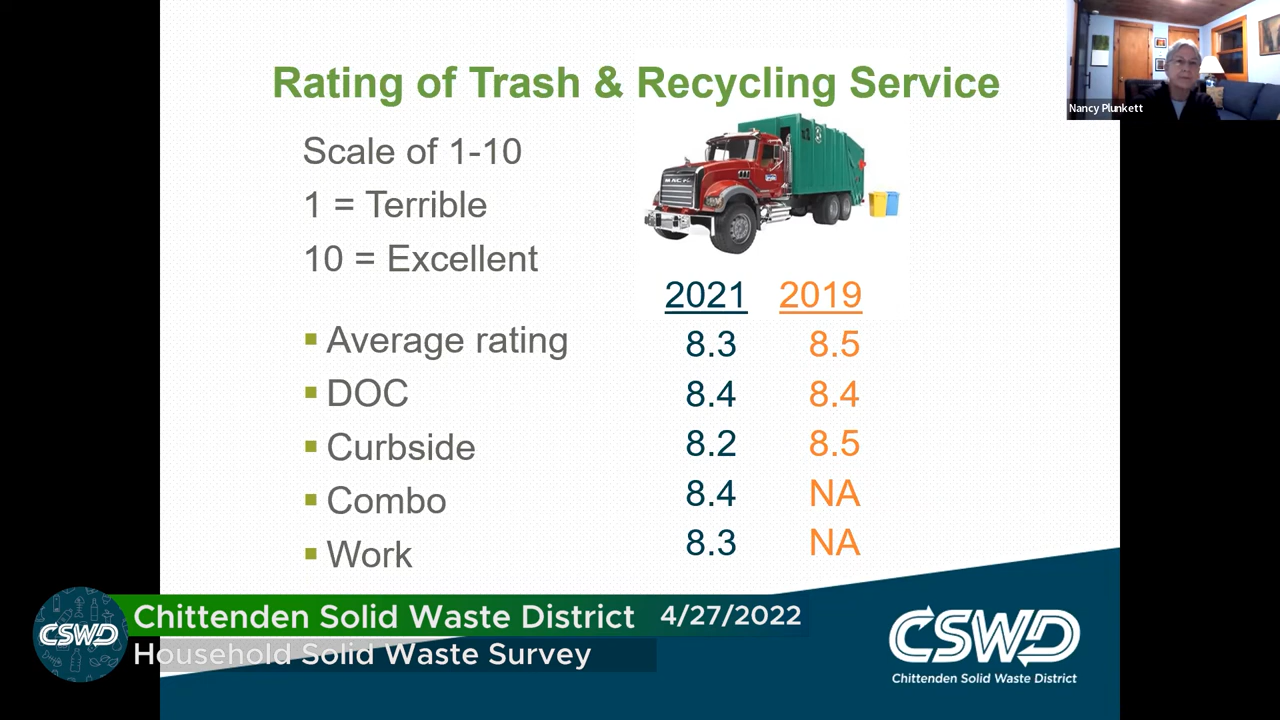 Rating of Trash & Recycling Service
Nancy Plunkett
Scale of 1-10
1 = Terrible
10 = Excellent
2021 2019
Average rating 8.3 8.5
DOC 8.4 8.4
Curbside 8.2 8.5
Combo 8.4 NA
Work 8.3 NA
CSWD
Chittenden Solid Waste District 4/27/2022
Household Solid Waste Survey
CSWD
Chittenden Solid Waste District